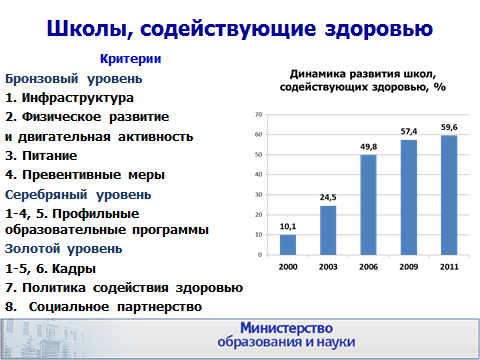 Школы, содействующие здоровью
Критерии
Бронзовый уровень
1. Инфраструктура
2. Физическое развитие
и двигательная активность
3. Питание
4. Превентивные меры
Серебряный уровень
1-4, 5. Профильные
образовательные программы
Золотой уровень
1-5, 6. Кадры
7. Политика содействия здоровью
8. Социальное партнерство
Динамика развития школ,
содействующих здоровью, %
70
60
50
40
30
20
10
0
10,1
24,5
49,8
57,4
59,6
2000 2003 2006 2009 2011
Министерство
образования и науки